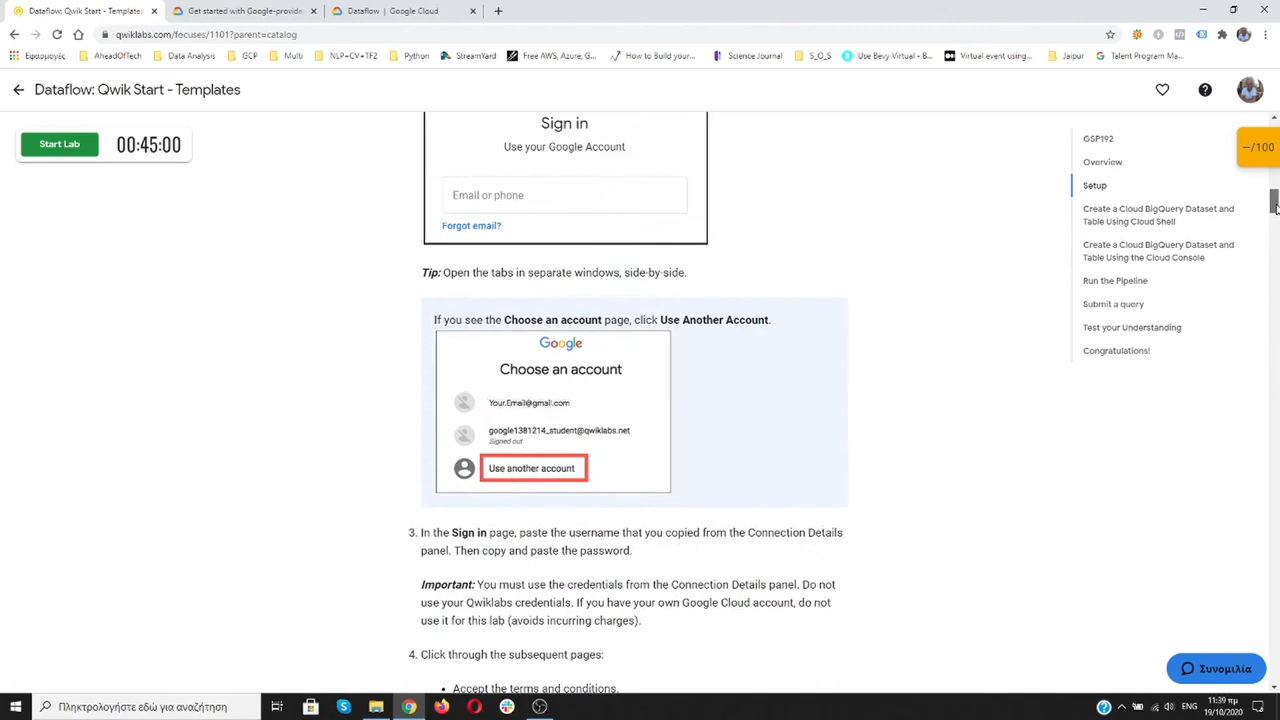 Dataflow: Qwik Start - Templates
Get started with Google-provide
Dataflow | Google Cloud
qwiklabs.com/focuses/1101?parent=catalog
Εφαρμογές
AheadOfTech
Data Analysis
GCP
Multi
NLP+CV+TF2
Python
StreamYard
Free AWS, Azure, G...
How to Build your...
Science Journal
S_O_S
Use Bevy Virtual - B...
Virtual event using...
Jaipur
Talent Program Ma...
Dataflow: Qwik Start - Templates
Start Lab
00:45:00
Sign in
Use your Google Account
Email or phone
Forgot email?
Tip: Open the tabs in separate windows, side-by-side.
If you see the Choose an account page, click Use Another Account.
Google
Choose an account
Your.Email@gmail.com
google1381214_student@qwiklabs.net
Signed out
Use another account
3. In the Sign in page, paste the username that you copied from the Connection Details
panel. Then copy and paste the password.
Important: You must use the credentials from the Connection Details panel. Do not
use your Qwiklabs credentials. If you have your own Google Cloud account, do not
use it for this lab (avoids incurring charges).
4. Click through the subsequent pages:
• Accept the terms and conditions.
GSP192
Overview
Setup
Create a Cloud BigQuery Dataset and
Table Using Cloud Shell
Create a Cloud BigQuery Dataset and
Table Using the Cloud Console
Run the Pipeline
Submit a query
Test your Understanding
Congratulations!
–/100
Συνομιλία
Πληκτρολογήστε εδώ για αναζήτηση
11:39 πμ
19/10/2020